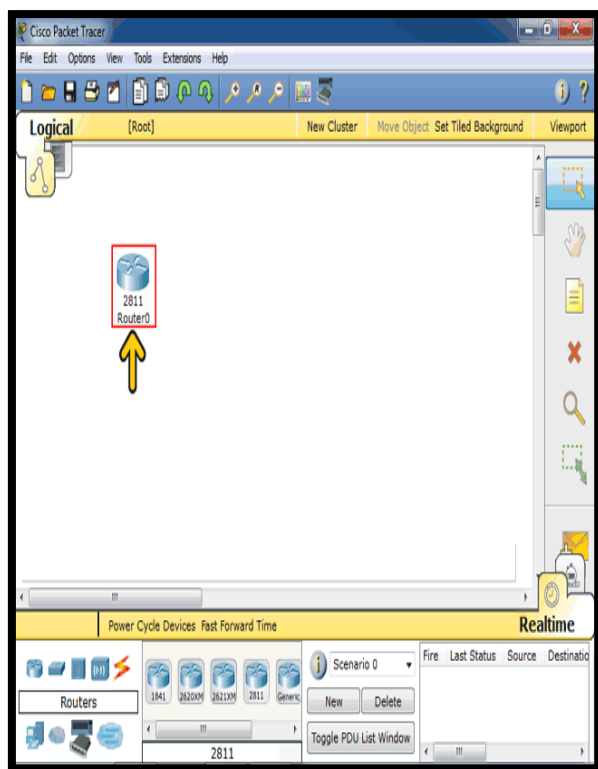 Cisco Packet Tracer
File Edit Options View Tools Extensions Help
Logical [Root] New Cluster Move Object Set Tiled Background Viewport
2811
Router0
Power Cycle Devices Fast Forward Time Realtime
Routers
1841 2620XM 2621XM 2811 Generic
2811
Scenario 0
New Delete
Toggle PDU List Window
Fire Last Status Source Destinatio